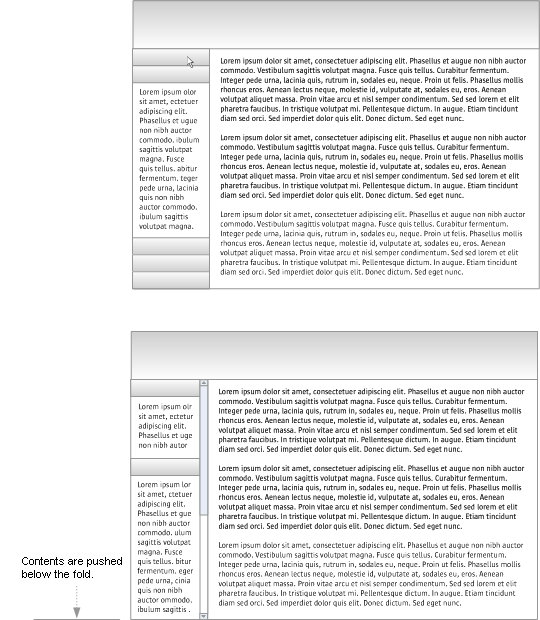 Lorem ipsum dolor sit amet, consectetuer adipiscing elit. Phasellus et augue non nibh auctor
commodo. Vestibulum sagittis volutpat magna. Fusce quis tellus. Curabitur fermentum.
Integer pede urna, lacinia quis, rutrum in, sodales eu, neque. Proin ut felis. Phasellus mollis
rhoncus eros. Aenean lectus neque, molestie id, vulputate at, sodales eu, eros. Aenean
volutpat aliquet massa. Proin vitae arcu et nisl semper condimentum. Sed sed lorem et elit
pharetra faucibus. In tristique volutpat mi. Pellentesque dictum. In augue. Etiam tincidunt
diam sed orci. Sed imperdiet dolor quis elit. Donec dictum. Sed eget nunc.
Lorem ipsum dolor sit amet, consectetuer adipiscing elit. Phasellus et augue non nibh auctor
commodo. Vestibulum sagittis volutpat magna. Fusce quis tellus. Curabitur fermentum.
Integer pede urna, lacinia quis, rutrum in, sodales eu, neque. Proin ut felis. Phasellus mollis
rhoncus eros. Aenean lectus neque, molestie id, vulputate at, sodales eu, eros. Aenean
volutpat aliquet massa. Proin vitae arcu et nisl semper condimentum. Sed sed lorem et elit
pharetra faucibus. In tristique volutpat mi. Pellentesque dictum. In augue. Etiam tincidunt
diam sed orci. Sed imperdiet dolor quis elit. Donec dictum. Sed eget nunc.
Lorem ipsum dolor sit amet, consectetuer adipiscing elit. Phasellus et augue non nibh auctor
commodo. Vestibulum sagittis volutpat magna. Fusce quis tellus. Curabitur fermentum.
Integer pede urna, lacinia quis, rutrum in, sodales eu, neque. Proin ut felis. Phasellus mollis
rhoncus eros. Aenean lectus neque, molestie id, vulputate at, sodales eu, eros. Aenean
volutpat aliquet massa. Proin vitae arcu et nisl semper condimentum. Sed sed lorem et elit
pharetra faucibus. In tristique volutpat mi. Pellentesque dictum. In augue. Etiam tincidunt
diam sed orci. Sed imperdiet dolor quis elit. Donec dictum. Sed eget nunc.
Lorem ipsum olor
sit amet, ectetuer
adipiscing elit.
Phasellus et ugue
non nibh auctor
commodo. ibulum
sagittis volutpat
magna. Fusce
quis tellus. abitur
fermentum. teger
pede urna, lacinia
quis non nibh
auctor commodo.
ibulum sagittis
volutpat magna.
Lorem ipsum dolor sit amet, consectetuer adipiscing elit. Phasellus et augue non nibh auctor
commodo. Vestibulum sagittis volutpat magna. Fusce quis tellus. Curabitur fermentum.
Integer pede urna, lacinia quis, rutrum in, sodales eu, neque. Proin ut felis. Phasellus mollis
rhoncus eros. Aenean lectus neque, molestie id, vulputate at, sodales eu, eros. Aenean
volutpat aliquet massa. Proin vitae arcu et nisl semper condimentum. Sed sed lorem et elit
pharetra faucibus. In tristique volutpat mi. Pellentesque dictum. In augue. Etiam tincidunt
diam sed orci. Sed imperdiet dolor quis elit. Donec dictum. Sed eget nunc.
Lorem ipsum dolor sit amet, consectetuer adipiscing elit. Phasellus et augue non nibh auctor
commodo. Vestibulum sagittis volutpat magna. Fusce quis tellus. Curabitur fermentum.
Integer pede urna, lacinia quis, rutrum in, sodales eu, neque. Proin ut felis. Phasellus mollis
rhoncus eros. Aenean lectus neque, molestie id, vulputate at, sodales eu, eros. Aenean
volutpat aliquet massa. Proin vitae arcu et nisl semper condimentum. Sed sed lorem et elit
pharetra faucibus. In tristique volutpat mi. Pellentesque dictum. In augue. Etiam tincidunt
diam sed orci. Sed imperdiet dolor quis elit. Donec dictum. Sed eget nunc.
Lorem ipsum dolor sit amet, consectetuer adipiscing elit. Phasellus et augue non nibh auctor
commodo. Vestibulum sagittis volutpat magna. Fusce quis tellus. Curabitur fermentum.
Integer pede urna, lacinia quis, rutrum in, sodales eu, neque. Proin ut felis. Phasellus mollis
rhoncus eros. Aenean lectus neque, molestie id, vulputate at, sodales eu, eros. Aenean
volutpat aliquet massa. Proin vitae arcu et nisl semper condimentum. Sed sed lorem et elit
pharetra faucibus. In tristique volutpat mi. Pellentesque dictum. In augue. Etiam tincidunt
diam sed orci. Sed imperdiet dolor quis elit. Donec dictum. Sed eget nunc.
Lorem ipsum olr
sit amet, ectetur
adipiscing elit.
Phasellus et uge
non nibh autor
Lorem ipsum lor
sit amet, ctetuer
adipiscing elit.
Phasellus et gue
non nibh auctor
commodo. ulum
sagittis volutpat
magna. Fusce
quis tellus. bitur
fermentum. eger
pede urna, cinia
quis non nibh
auctor ommodo.
ibulum sagittis .
Contents are pushed
below the fold.